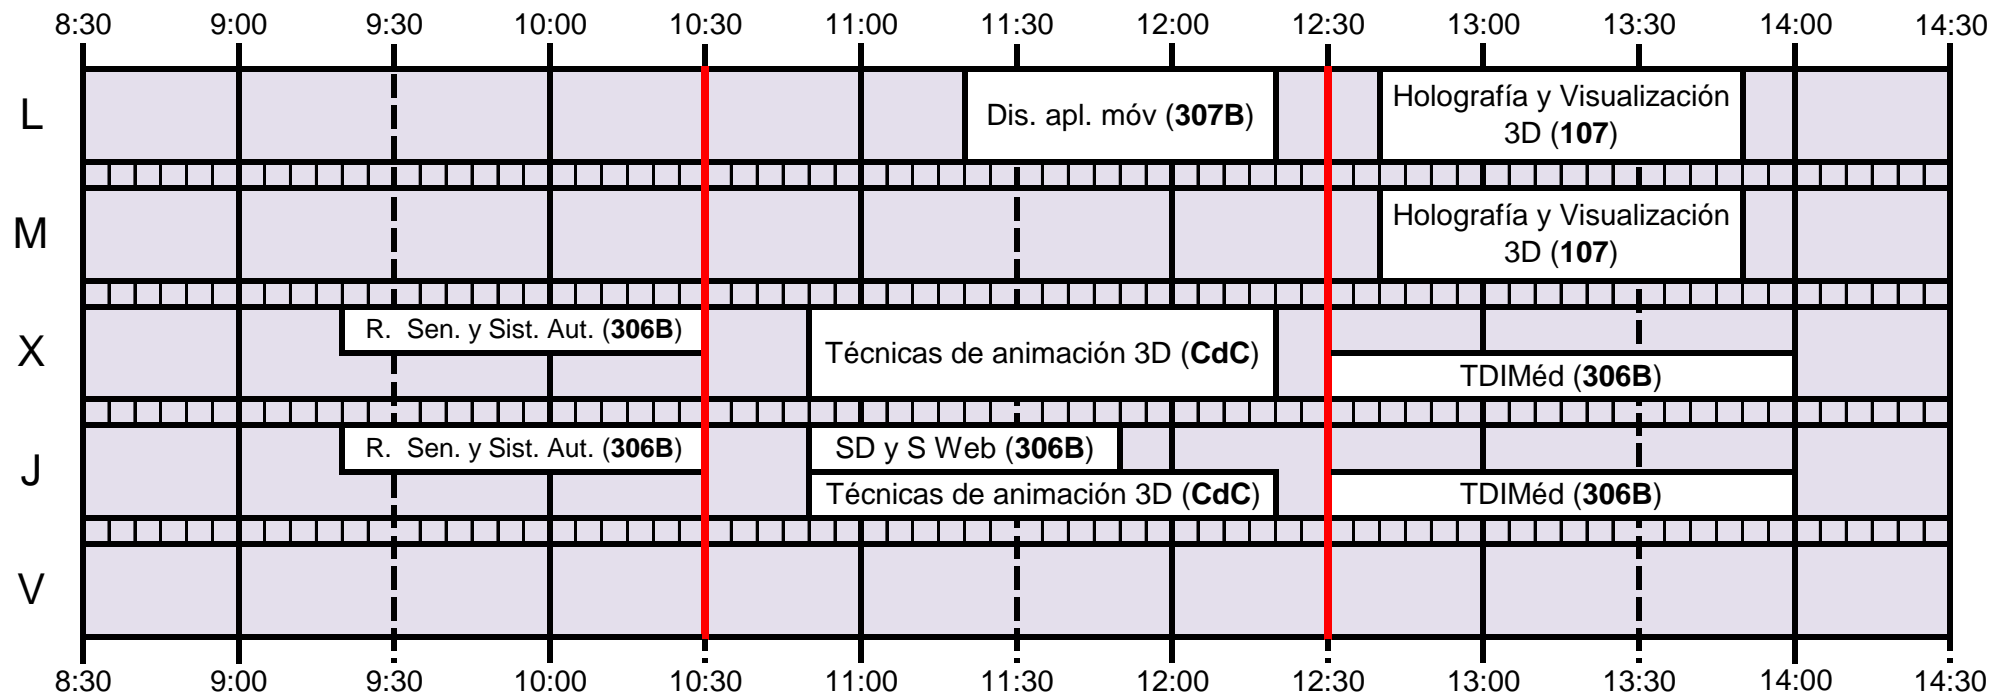 8:30 9:00 9:30 10:00 10:30 11:00 11:30 12:00 12:30 13:00 13:30 14:00 14:30
L
Dis. apl. móv (307B)
Holografía y Visualización
3D (107)
M
Holografía y Visualización
3D (107)
X
R. Sen. y Sist. Aut. (306B)
Técnicas de animación 3D (CdC)
TDIMéd (306B)
J
R. Sen. y Sist. Aut. (306B)
SD y S Web (306B)
Técnicas de animación 3D (CdC)
TDIMéd (306B)
V
8:30 9:00 9:30 10:00 10:30 11:00 11:30 12:00 12:30 13:00 13:30 14:00 14:30